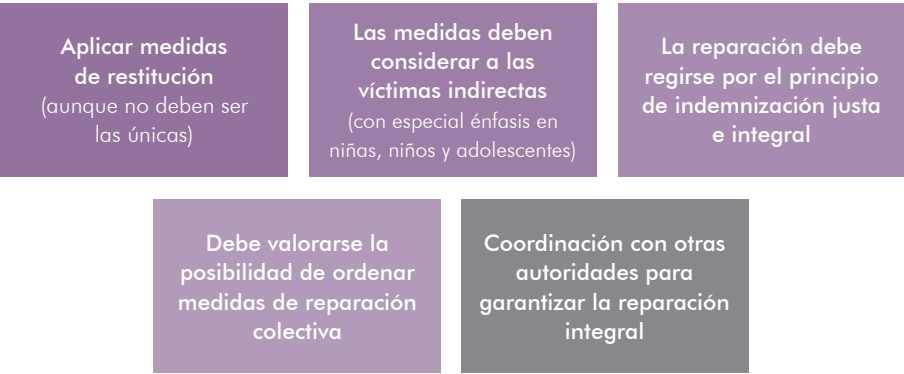 Aplicar medidas
de restitución
(aunque no deben ser
las únicas)
Las medidas deben
considerar a las
víctimas indirectas
(con especial énfasis en
niñas, niños y adolescentes)
La reparación debe
regirse por el principio
de indemnización justa
e integral
Debe valorarse la
posibilidad de ordenar
medidas de reparación
colectiva
Coordinación con otras
autoridades para
garantizar la reparación
integral